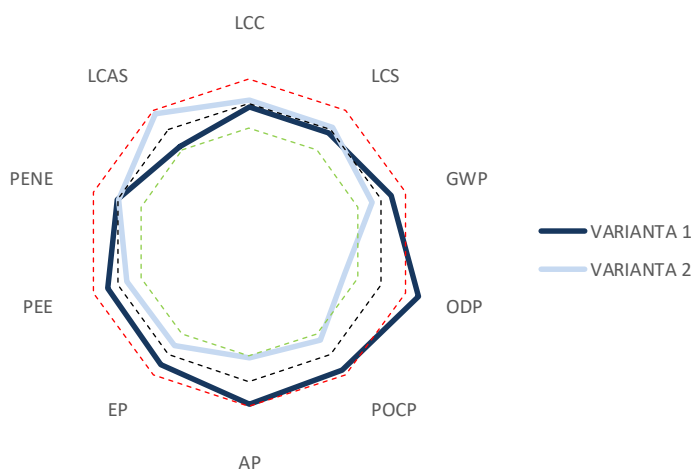 LCC
LCS
GWP
ODP
POCP
AP
EP
PEE
PENE
LCAS
VARIANTA 1
VARIANTA 2